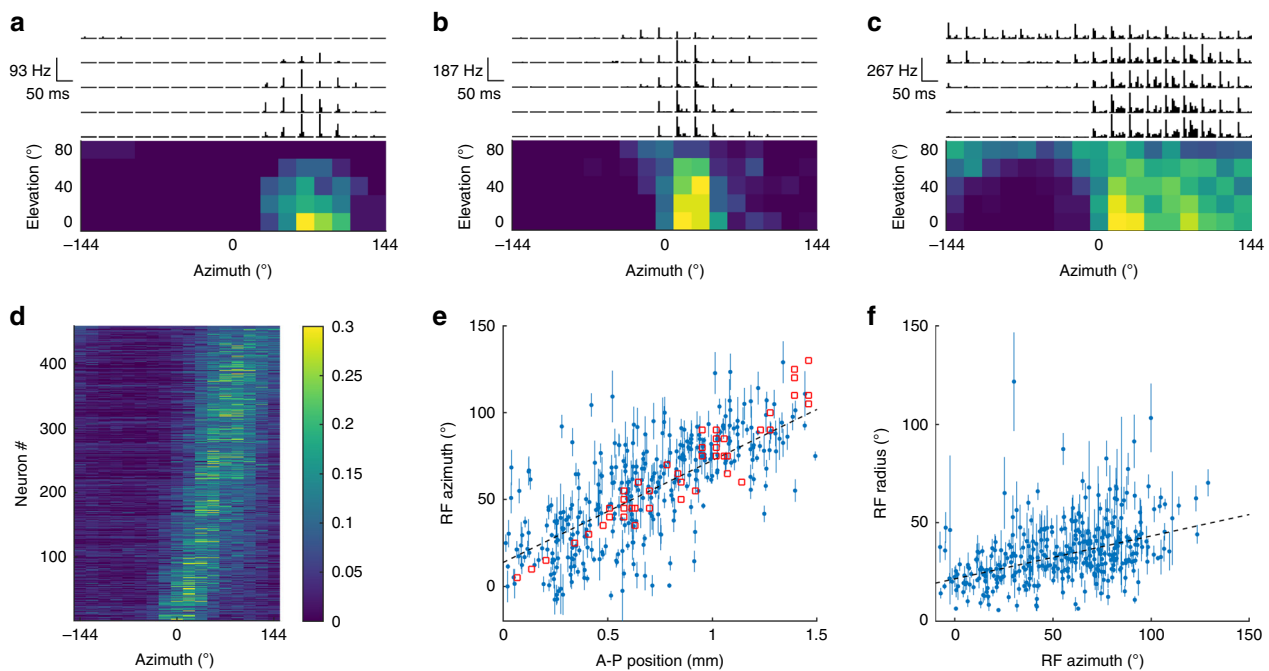 a
93 Hz
50 ms
Elevation (°)
80
40
0
−144
0
144
Azimuth (°)
b
187 Hz
50 ms
Elevation (°)
80
40
0
−144
0
144
Azimuth (°)
c
267 Hz
50 ms
Elevation (°)
80
40
0
−144
0
144
Azimuth (°)
d
Neuron #
400
300
200
100
−144
0
144
Azimuth (°)
0.3
0.25
0.2
0.15
0.1
0.05
0
e
RF azimuth (°)
150
100
50
0
0
0.5
1
1.5
A-P position (mm)
f
RF radius (°)
150
100
50
0
0
50
100
150
RF azimuth (°)